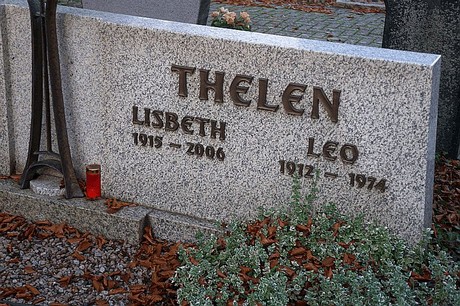 THELEN
LISBETH
1915 – 2006
LEO
1912 – 1974